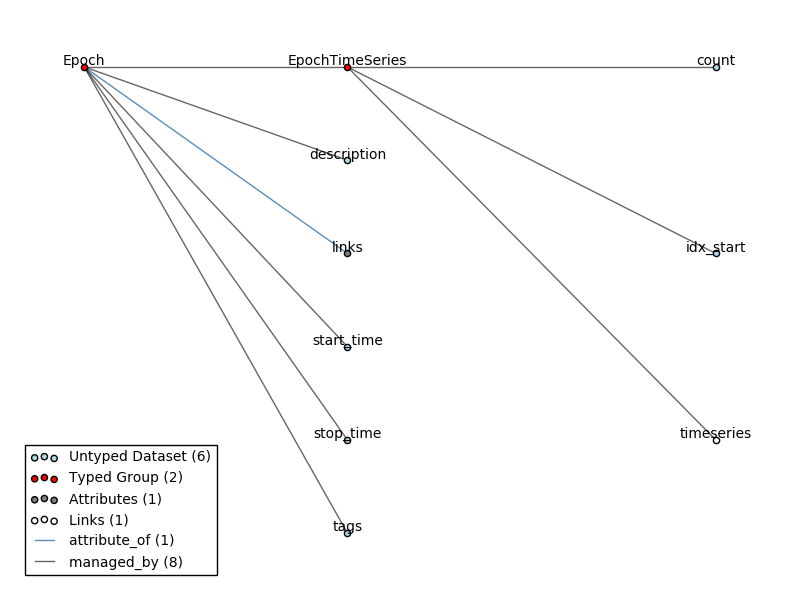 Epoch
EpochTimeSeries
count
description
links
idx_start
start_time
stop_time
timeseries
tags
Untyped Dataset (6)
Typed Group (2)
Attributes (1)
Links (1)
attribute_of (1)
managed_by (8)